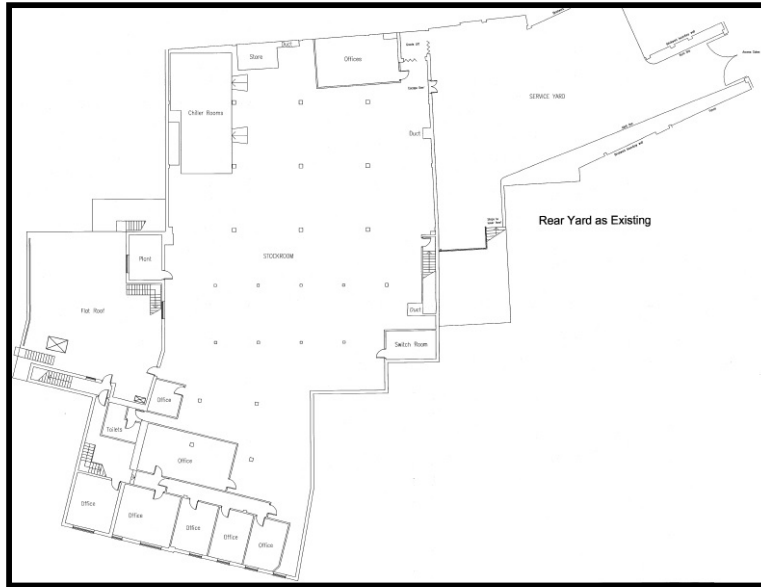 Store
Duct
Offices
Chiller Rooms
SERVICE YARD
Duct
Rear Yard as Existing
Plant
STOCKROOM
Flat Roof
Duct
Switch Room
Office
Toilets
Office
Office
Office
Office
Office
Office